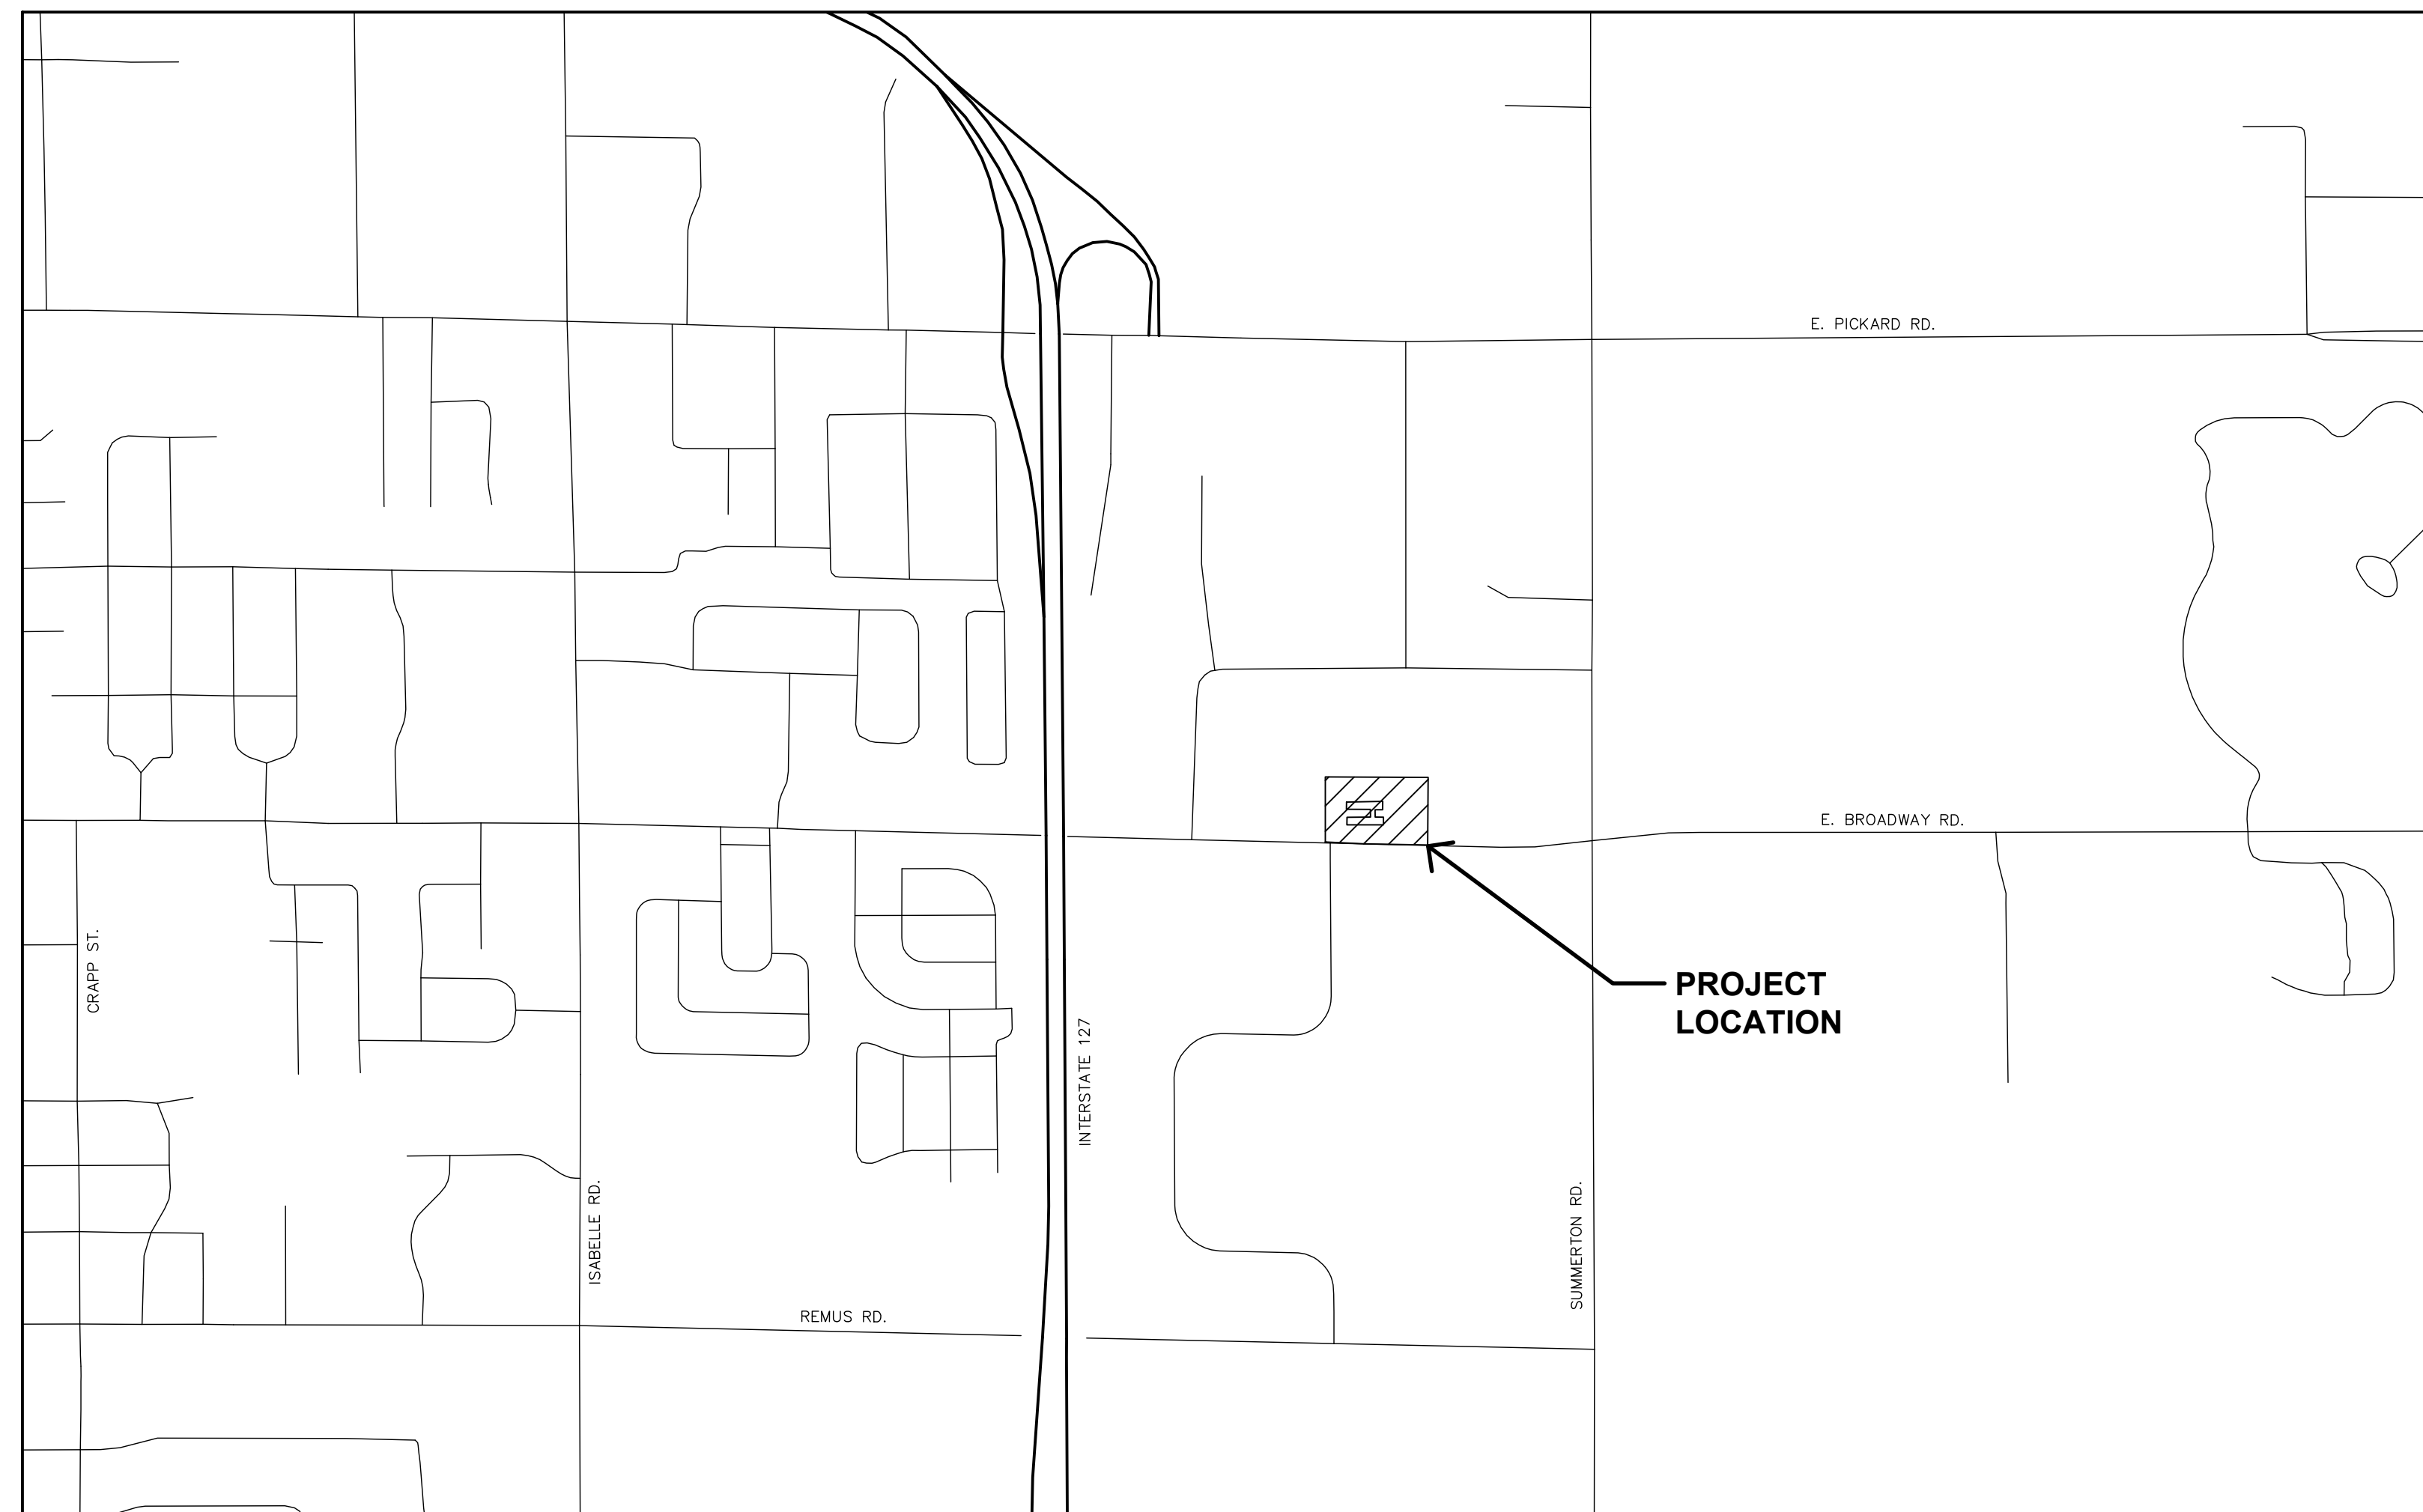 E. PICKARD RD.
E. BROADWAY RD.
CRAPP ST.
PROJECT
LOCATION
INTERSTATE 127
ISABELLE RD.
SUMMERTON RD.
REMUS RD.